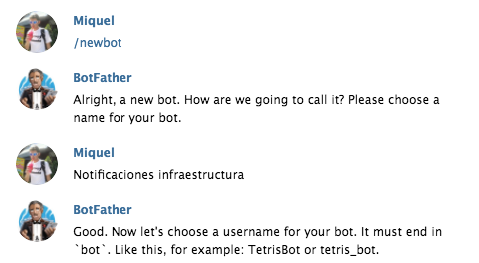 Miquel
/newbot
BotFather
Alright, a new bot. How are we going to call it? Please choose a
name for your bot.
Miquel
Notificaciones infraestructura
BotFather
Good. Now let's choose a username for your bot. It must end in
`bot`. Like this, for example: TetrisBot or tetris_bot.